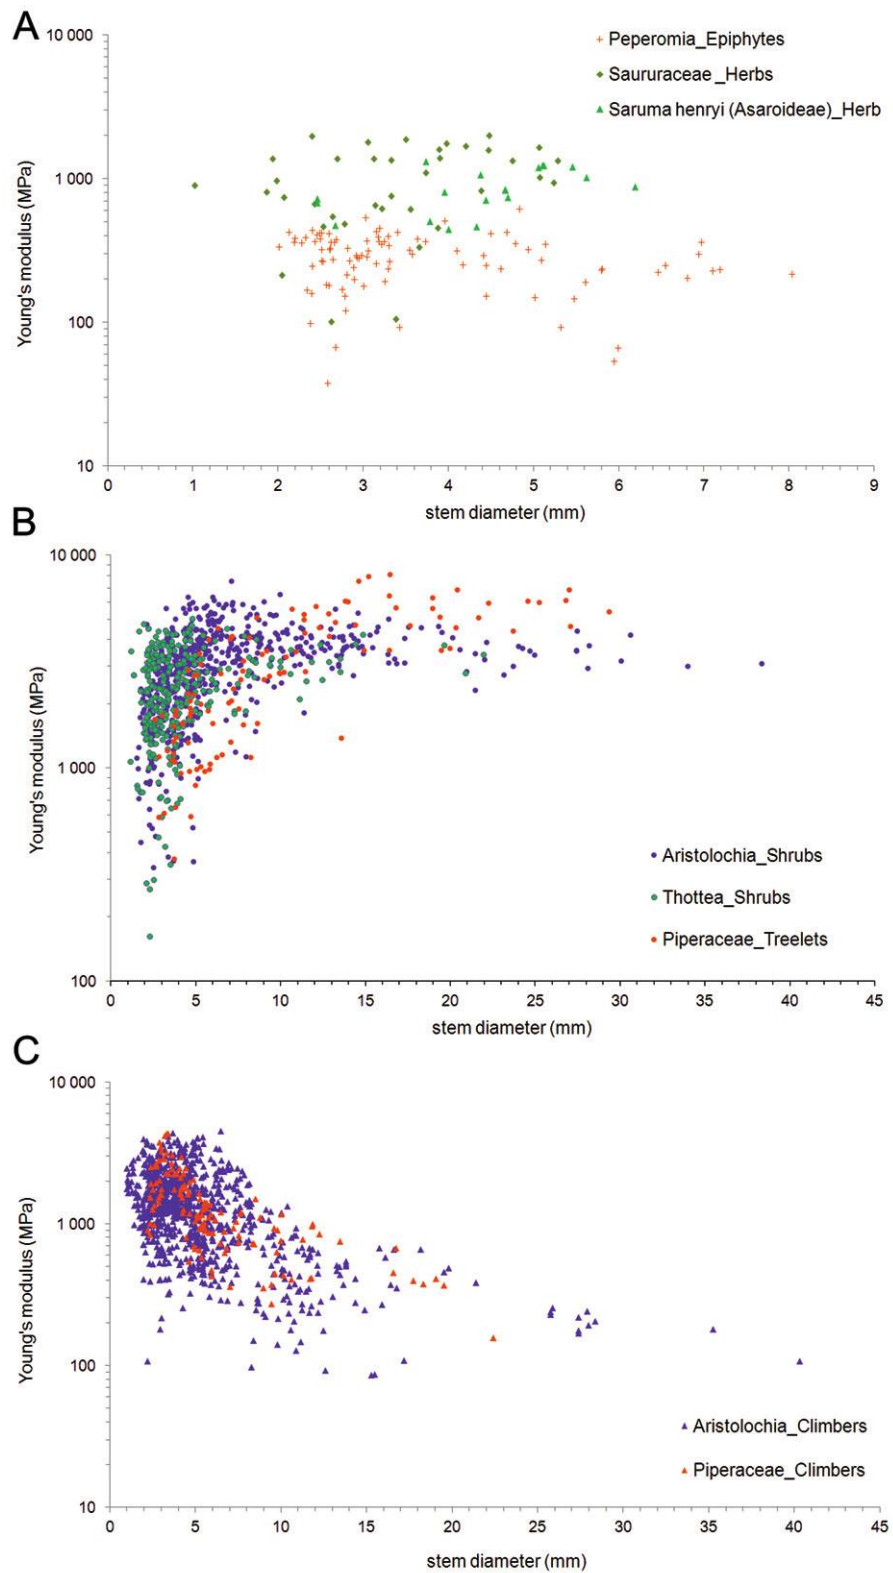 A
10 000
1 000
100
10
Young's modulus (MPa)
Peperomia_Epiphytes
Saururaceae _Herbs
Saruma henryi (Asaroideae)_Herb
0 1 2 3 4 5 6 7 8 9
stem diameter (mm)
B
10 000
1 000
100
Young's modulus (MPa)
Aristolochia_Shrubs
Thottea_Shrubs
Piperaceae_Treelets
0 5 10 15 20 25 30 35 40 45
stem diameter (mm)
C
10 000
1 000
100
10
Young's modulus (MPa)
Aristolochia_Climbers
Piperaceae_Climbers
0 5 10 15 20 25 30 35 40 45
stem diameter (mm)